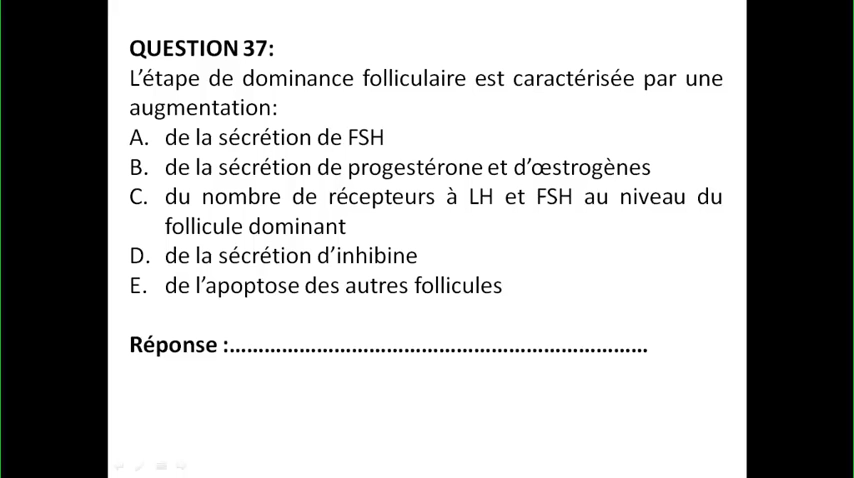 QUESTION 37:
L'étape de dominance folliculaire est caractérisée par une
augmentation:
A. de la sécrétion de FSH
B. de la sécrétion de progestérone et d'œstrogènes
C. du nombre de récepteurs à LH et FSH au niveau du
follicule dominant
D. de la sécrétion d'inhibine
E. de l'apoptose des autres follicules
Réponse :........................................................................